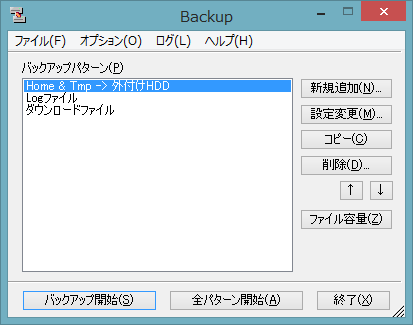 Backup
ファイル(F) オプション(O) ログ(L) ヘルプ(H)
バックアップパターン(P)
Home & Tmp -> 外付けHDD
Logファイル
ダウンロードファイル
新規追加(N)...
設定変更(M)...
コピー(C)
削除(D)...
↑ ↓
ファイル容量(Z)
バックアップ開始(S) 全パターン開始(A) 終了(X)